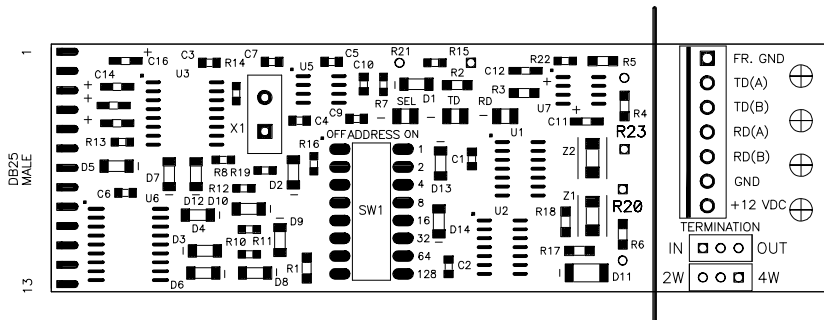 1
DB25 MALE
13
C16
C14
R13
D5
C6
C3
R14
C7
U3
X1
U5
C5
C10
R21
R15
R7
D1
R2
C12
R3
R22
R5
U7
C11
R4
C4
C9
SEL
TD
RD
R16
OFF ADDRESS ON
1
2
4
8
16
32
64
128
SW1
U1
C1
D13
D14
U2
C2
Z2
Z1
R23
R20
R18
R17
R6
D11
D7
R8
R19
R12
D2
D12
D10
D4
U6
D3
R10
R11
D9
R1
D6
D8
FR. GND
TD(A)
TD(B)
RD(A)
RD(B)
GND
+12 VDC
TERMINATION
IN
OUT
2W
4W